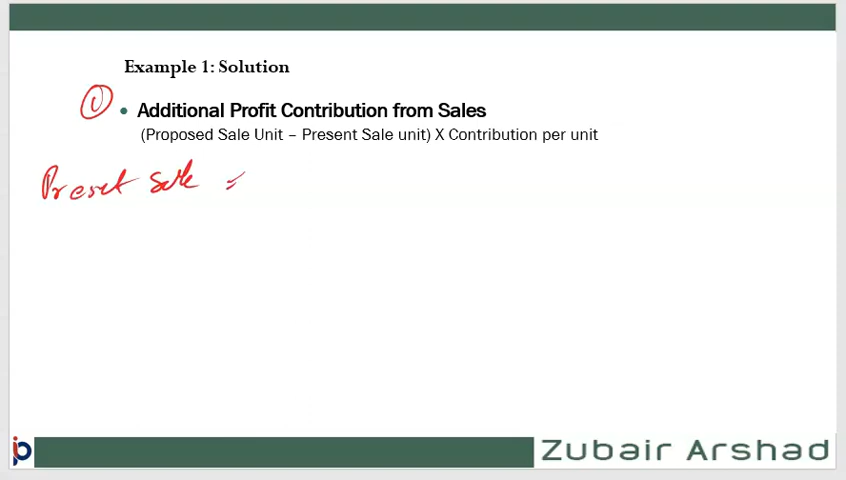 Example 1: Solution
① • Additional Profit Contribution from Sales
(Proposed Sale Unit – Present Sale unit) X Contribution per unit
Preset Sale =
Zubair Arshad